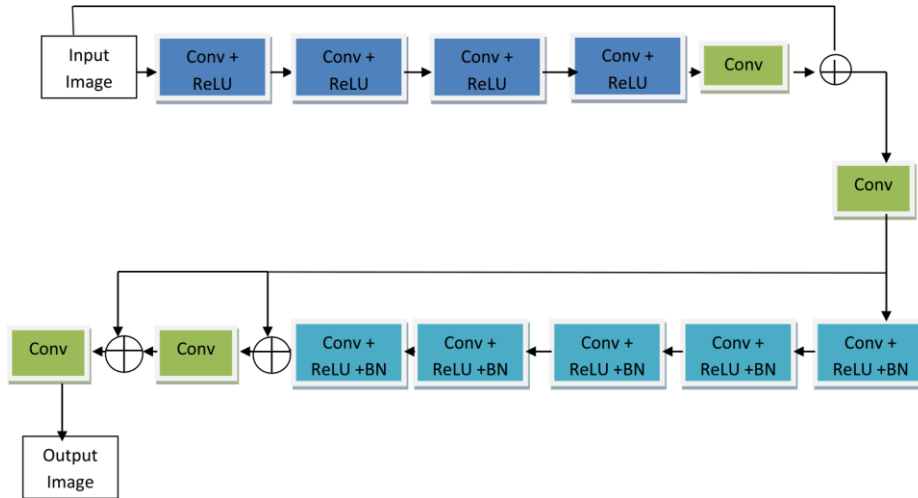 Input
Image
Conv +
ReLU
Conv +
ReLU
Conv +
ReLU
Conv +
ReLU
Conv
Conv
Conv
Conv
Conv +
ReLU +BN
Conv +
ReLU +BN
Conv +
ReLU +BN
Conv +
ReLU +BN
Conv +
ReLU +BN
Output
Image